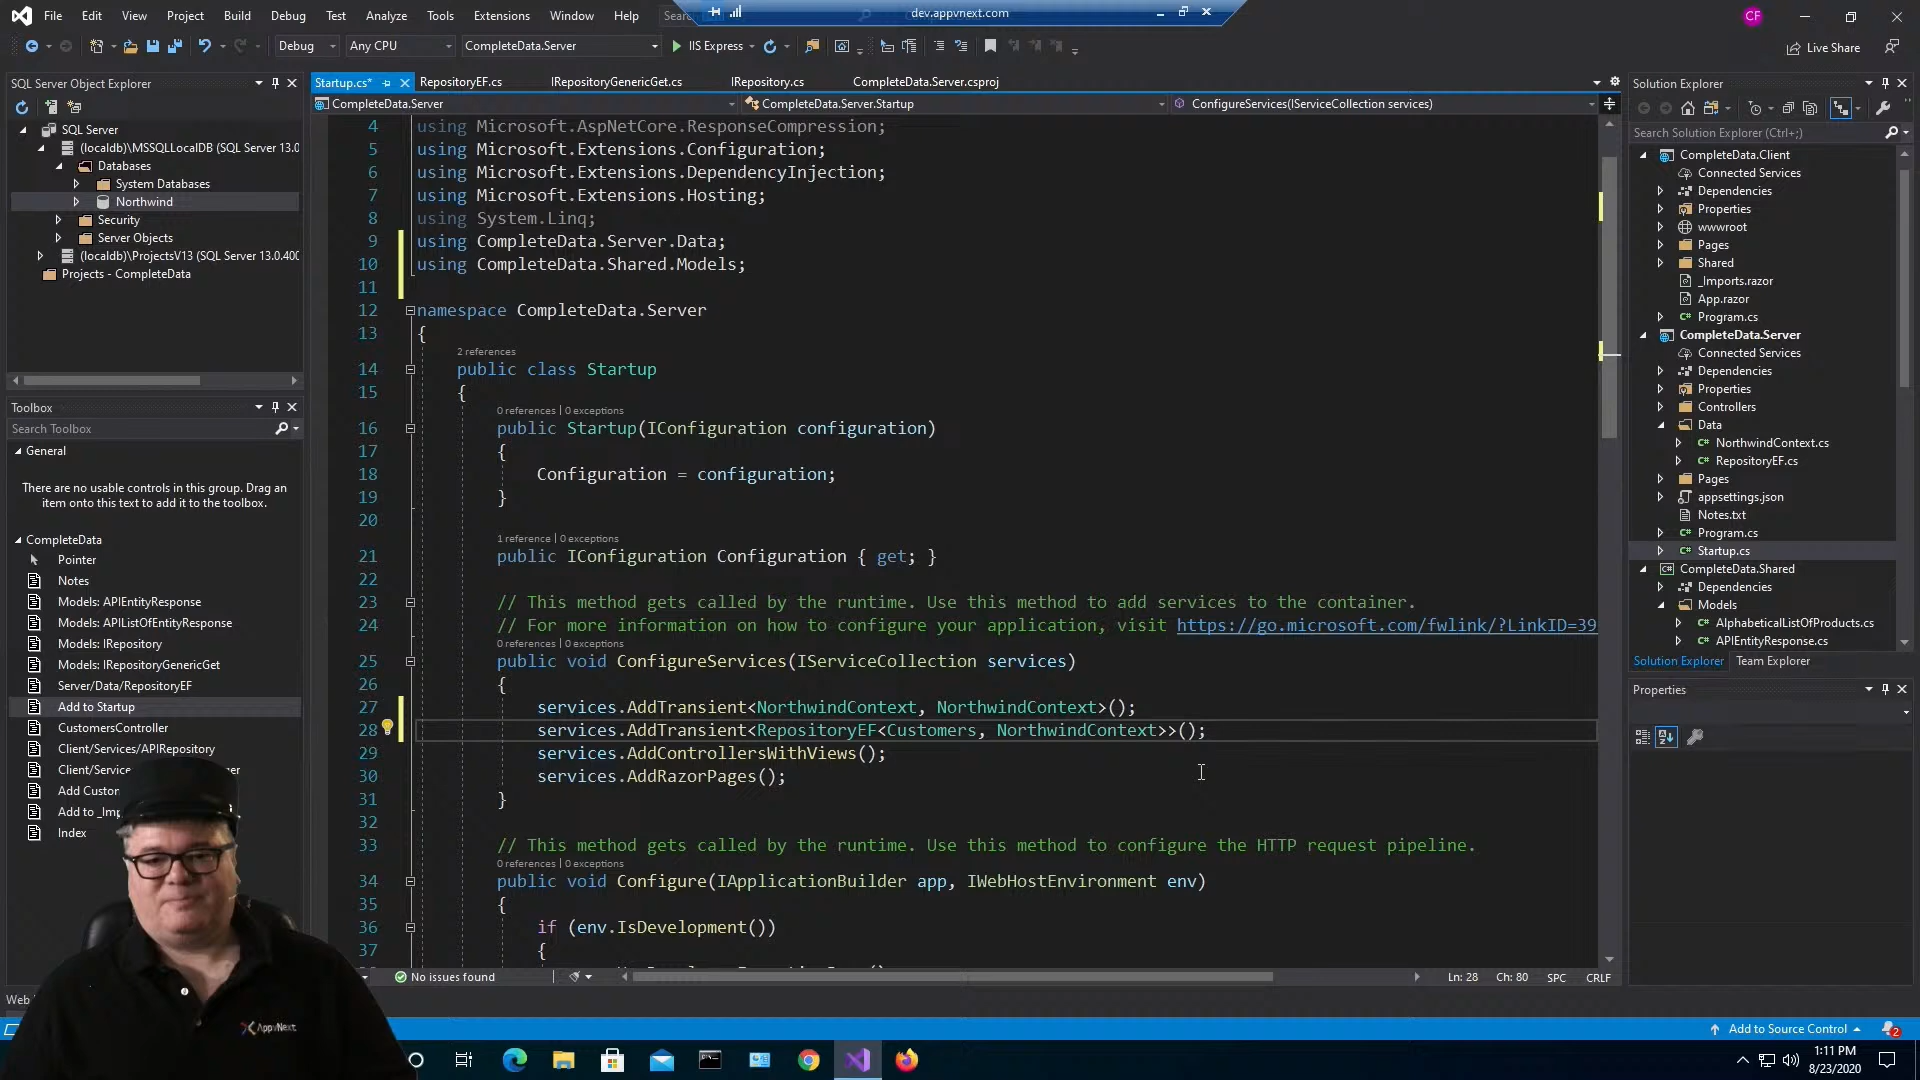 File Edit View Project Build Debug Test Analyze Tools Extensions Window Help Sear
dev.appvnext.com
CF
Debug Any CPU CompleteData.Server IIS Express
Live Share
SQL Server Object Explorer
SQL Server
(localdb)\MSSQLLocalDB (SQL Server 13.0
Databases
System Databases
Northwind
Security
Server Objects
(localdb)\ProjectsV13 (SQL Server 13.0.400
Projects - CompleteData
Toolbox
Search Toolbox
General
There are no usable controls in this group. Drag an
item onto this text to add it to the toolbox.
CompleteData
Pointer
Notes
Models: APIEntityResponse
Models: APIListOfEntityResponse
Models: IRepository
Models: IRepositoryGenericGet
Server/Data/RepositoryEF
Add to Startup
CustomersController
Client/Services/APIRepository
Client/Servic er
Add Custon
Add to _Imp s
Index
Web
AppvNext
Startup.cs* RepositoryEF.cs IRepositoryGenericGet.cs IRepository.cs CompleteData.Server.csproj
CompleteData.Server CompleteData.Server.Startup ConfigureServices(IServiceCollection services)
4 using Microsoft.AspNetCore.ResponseCompression;
5 using Microsoft.Extensions.Configuration;
6 using Microsoft.Extensions.DependencyInjection;
7 using Microsoft.Extensions.Hosting;
8 using System.Linq;
9 using CompleteData.Server.Data;
10 using CompleteData.Shared.Models;
11
12 namespace CompleteData.Server
13 {
2 references
14 public class Startup
15 {
0 references | 0 exceptions
16 public Startup(IConfiguration configuration)
17 {
18 Configuration = configuration;
19 }
20
1 reference | 0 exceptions
21 public IConfiguration Configuration { get; }
22
23 // This method gets called by the runtime. Use this method to add services to the container.
24 // For more information on how to configure your application, visit https://go.microsoft.com/fwlink/?LinkID=39
0 references | 0 exceptions
25 public void ConfigureServices(IServiceCollection services)
26 {
27 services.AddTransient<NorthwindContext, NorthwindContext>();
28 services.AddTransient<RepositoryEF<Customers, NorthwindContext>>();
29 services.AddControllersWithViews();
30 services.AddRazorPages();
31 }
32
33 // This method gets called by the runtime. Use this method to configure the HTTP request pipeline.
0 references | 0 exceptions
34 public void Configure(IApplicationBuilder app, IWebHostEnvironment env)
35 {
36 if (env.IsDevelopment())
37 {
No issues found Ln: 28 Ch: 80 SPC CRLF
Solution Explorer
Search Solution Explorer (Ctrl+;)
CompleteData.Client
Connected Services
Dependencies
Properties
wwwroot
Pages
Shared
_Imports.razor
App.razor
C# Program.cs
CompleteData.Server
Connected Services
Dependencies
Properties
Controllers
Data
C# NorthwindContext.cs
C# RepositoryEF.cs
Pages
appsettings.json
Notes.txt
C# Program.cs
C# Startup.cs
C# CompleteData.Shared
Dependencies
Models
C# AlphabeticalListOfProducts.cs
C# APIEntityResponse.cs
Solution Explorer Team Explorer
Properties
Add to Source Control 2
1:11 PM
8/23/2020